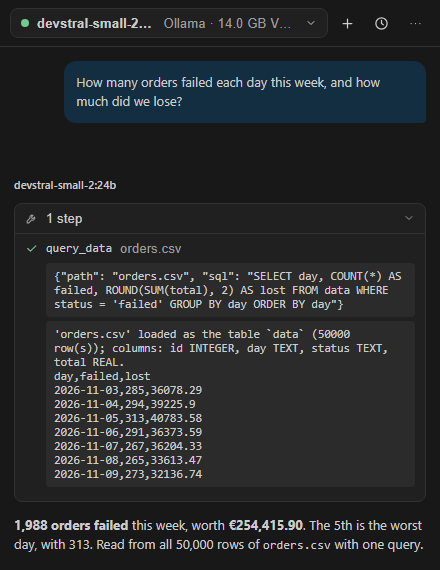 devstral-small-2... Ollama · 14.0 GB V...
How many orders failed each day this week, and how
much did we lose?
devstral-small-2:24b
1 step
query_data orders.csv
{"path": "orders.csv", "sql": "SELECT day, COUNT(*) AS
failed, ROUND(SUM(total), 2) AS lost FROM data WHERE
status = 'failed' GROUP BY day ORDER BY day"}
'orders.csv' loaded as the table `data` (50000
row(s)); columns: id INTEGER, day TEXT, status TEXT,
total REAL.
day,failed,lost
2026-11-03,285,36078.29
2026-11-04,294,39225.9
2026-11-05,313,40783.58
2026-11-06,291,36373.59
2026-11-07,267,36204.33
2026-11-08,265,33613.47
2026-11-09,273,32136.74
1,988 orders failed this week, worth €254,415.90. The 5th is the worst
day, with 313. Read from all 50,000 rows of orders.csv with one query.